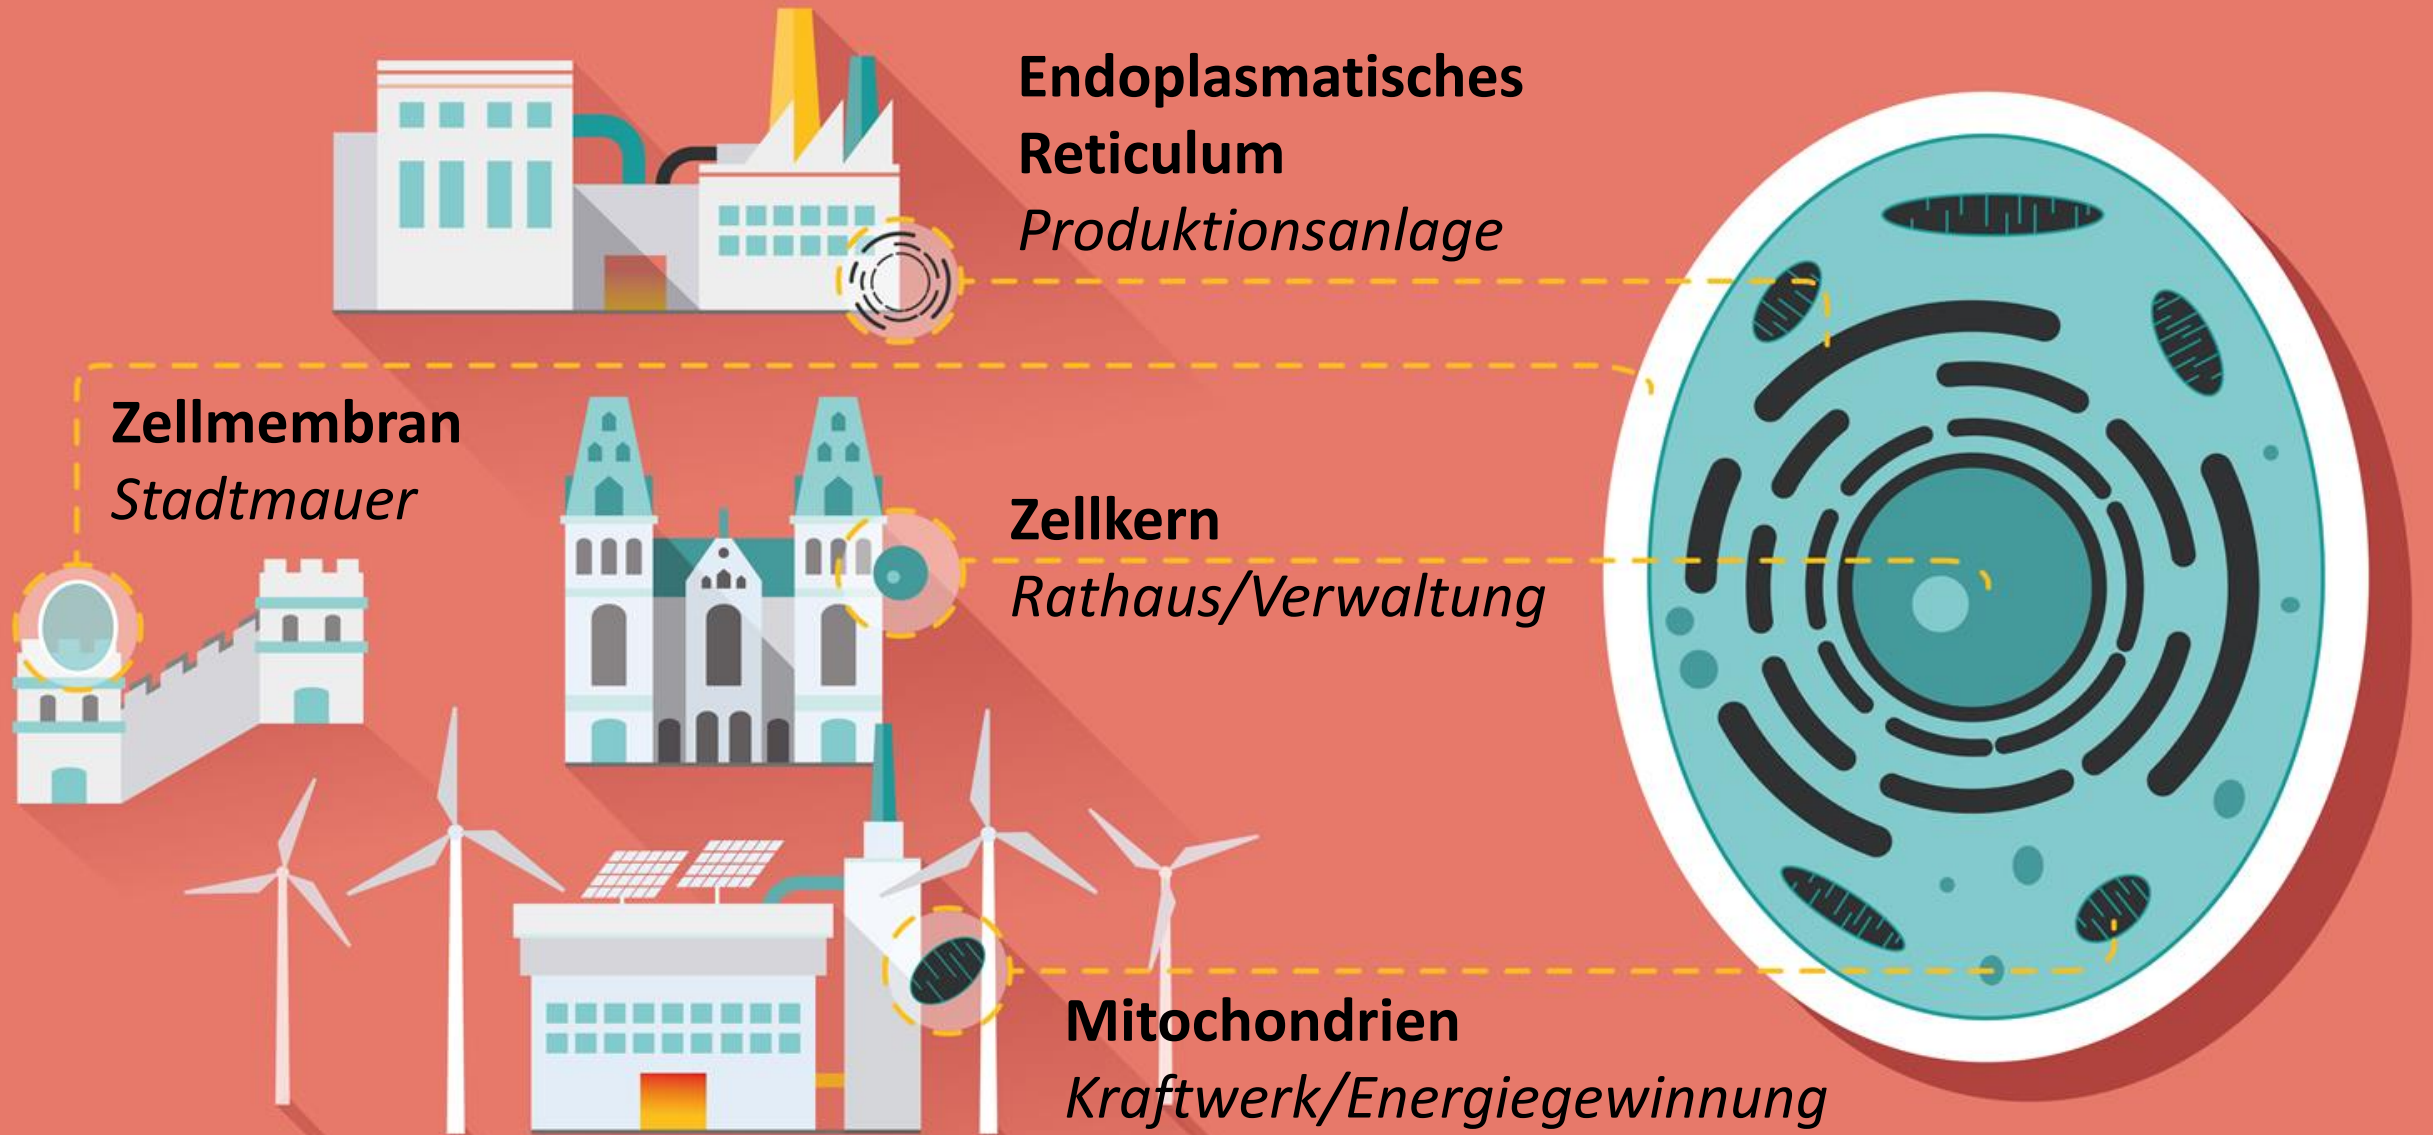 Endoplasmatisches
Reticulum
Produktionsanlage
Zellmembran
Stadtmauer
Zellkern
Rathaus/Verwaltung
Mitochondrien
Kraftwerk/Energiegewinnung